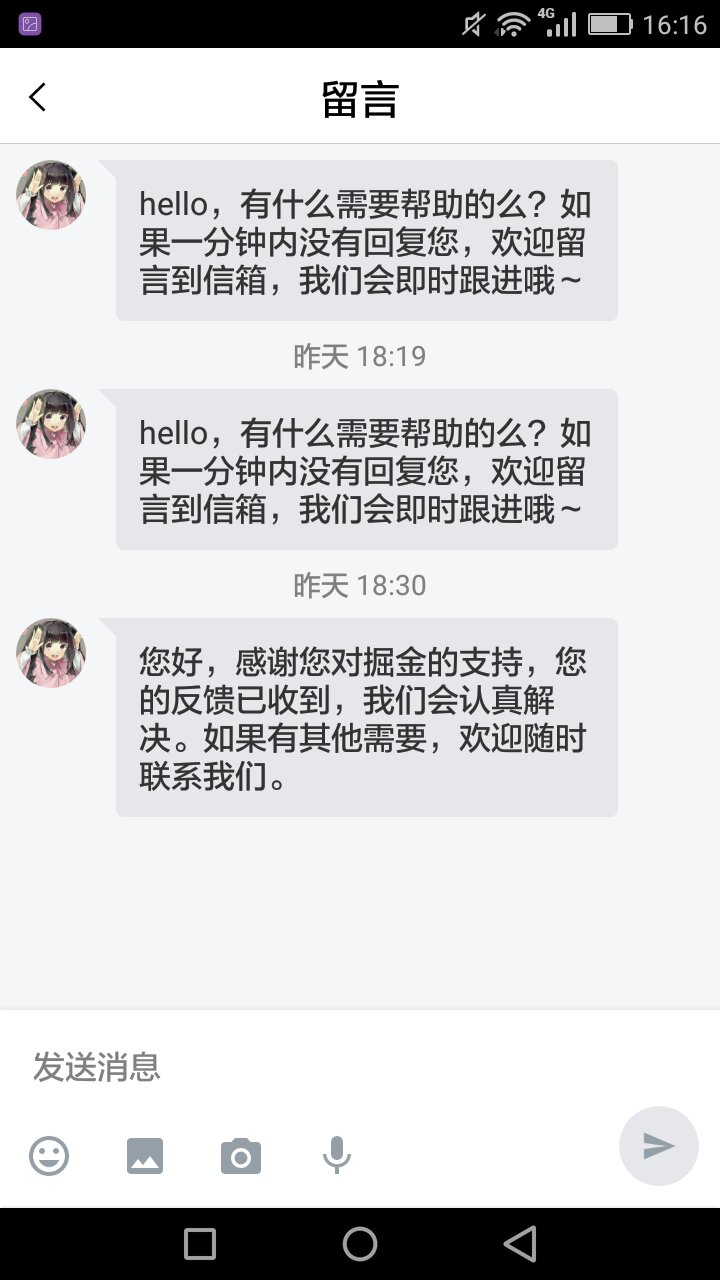 4G 16:16
留言
hello，有什么需要帮助的么？如
果一分钟内没有回复您，欢迎留
言到信箱，我们会即时跟进哦～
昨天 18:19
hello，有什么需要帮助的么？如
果一分钟内没有回复您，欢迎留
言到信箱，我们会即时跟进哦～
昨天 18:30
您好，感谢您对掘金的支持，您
的反馈已收到，我们会认真解
决。如果有其他需要，欢迎随时
联系我们。
发送消息